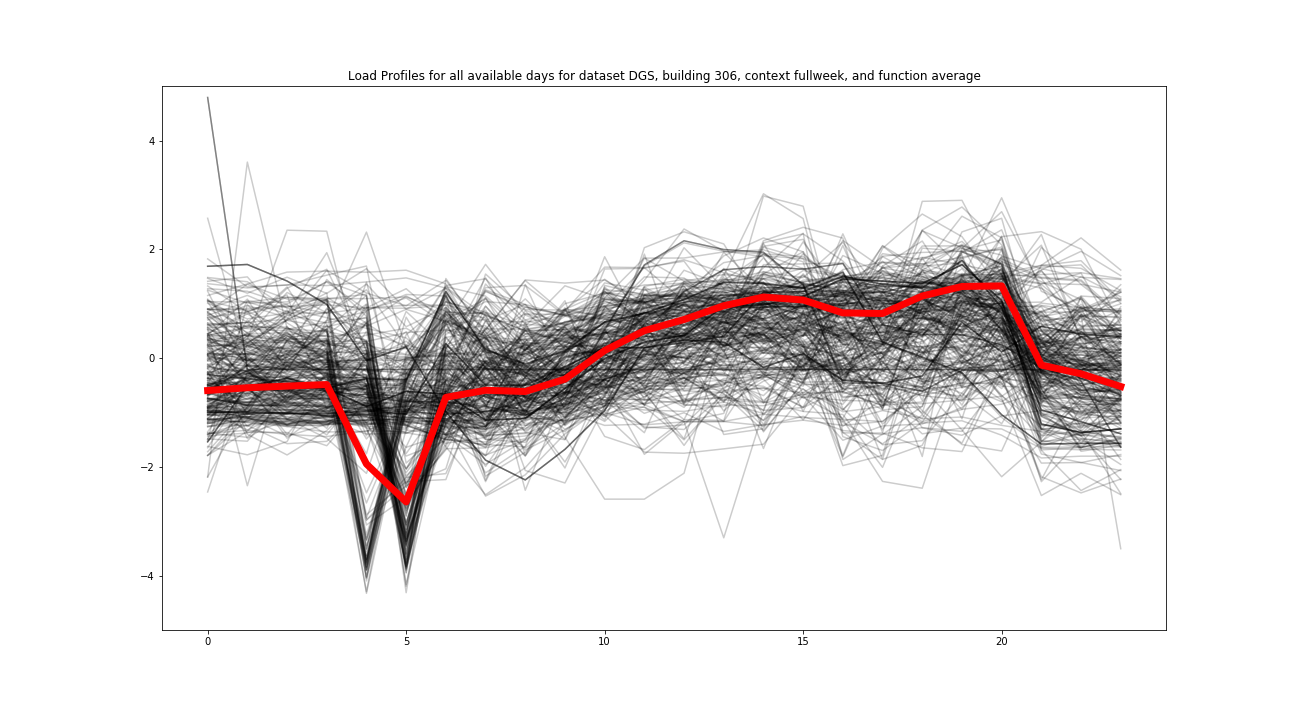 Load Profiles for all available days for dataset DGS, building 306, context fullweek, and function average
4
2
0
−2
−4
0 5 10 15 20